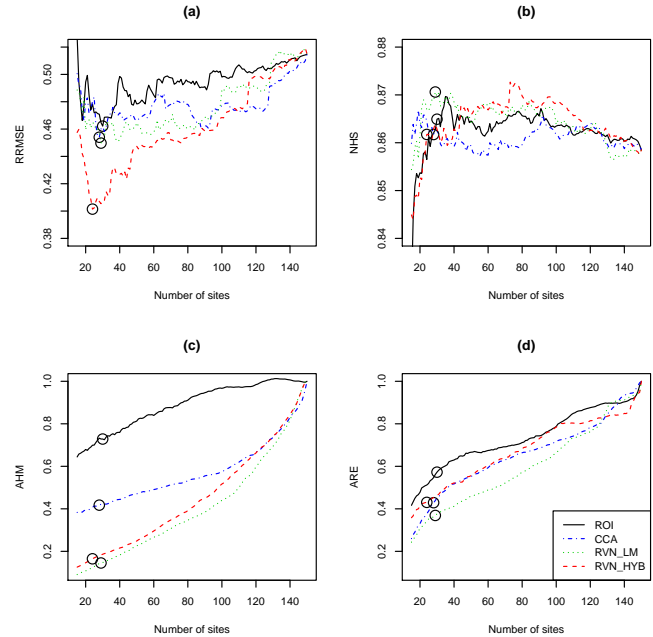 (a)
RRMSE
0.38
0.42
0.46
0.50
20
40
60
80
100
120
140
Number of sites
(b)
NHS
0.84
0.85
0.86
0.87
0.88
20
40
60
80
100
120
140
Number of sites
(c)
AHM
0.2
0.4
0.6
0.8
1.0
20
40
60
80
100
120
140
Number of sites
(d)
ARE
0.2
0.4
0.6
0.8
1.0
20
40
60
80
100
120
140
Number of sites
ROI
CCA
RVN_LM
RVN_HYB